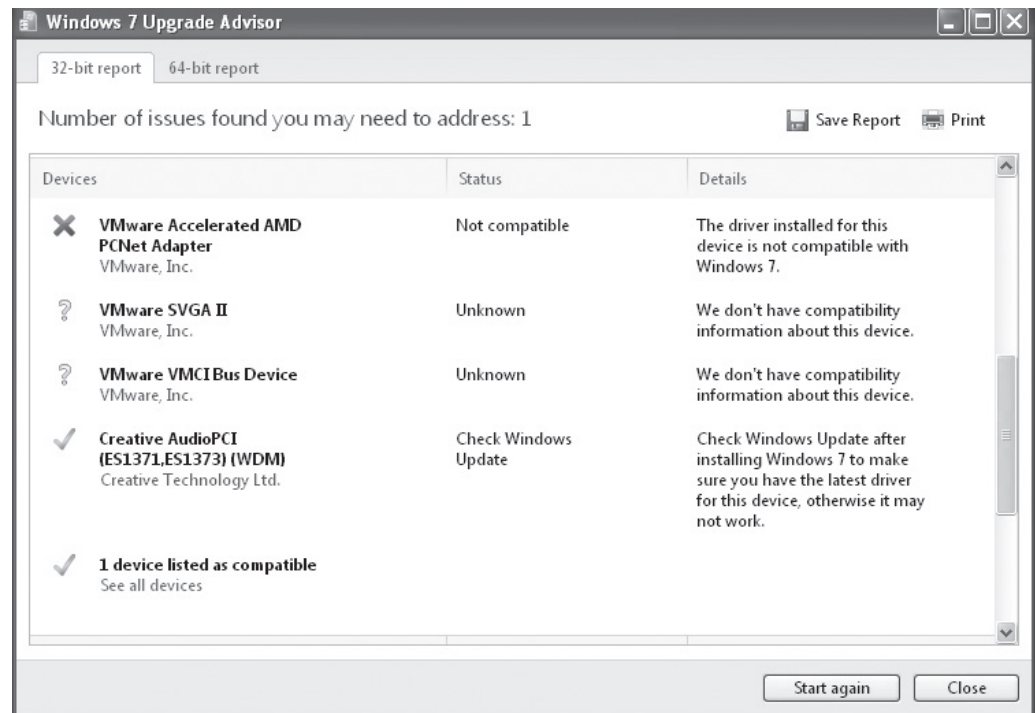 Windows 7 Upgrade Advisor
32-bit report 64-bit report
Number of issues found you may need to address: 1
Save Report Print
Devices Status Details
VMware Accelerated AMD
PCNet Adapter
VMware, Inc.
Not compatible
The driver installed for this
device is not compatible with
Windows 7.
VMware SVGA II
VMware, Inc.
Unknown
We don't have compatibility
information about this device.
VMware VMCI Bus Device
VMware, Inc.
Unknown
We don't have compatibility
information about this device.
Creative AudioPCI
(ES1371,ES1373) (WDM)
Creative Technology Ltd.
Check Windows
Update
Check Windows Update after
installing Windows 7 to make
sure you have the latest driver
for this device, otherwise it may
not work.
1 device listed as compatible
See all devices
Start again Close